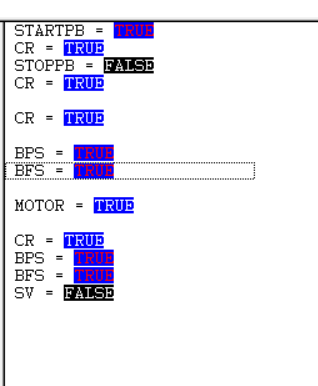 STARTPB = TRUE
CR = TRUE
STOPPB = FALSE
CR = TRUE
CR = TRUE
BPS = TRUE
BFS = TRUE
MOTOR = TRUE
CR = TRUE
BPS = TRUE
BFS = TRUE
SV = FALSE